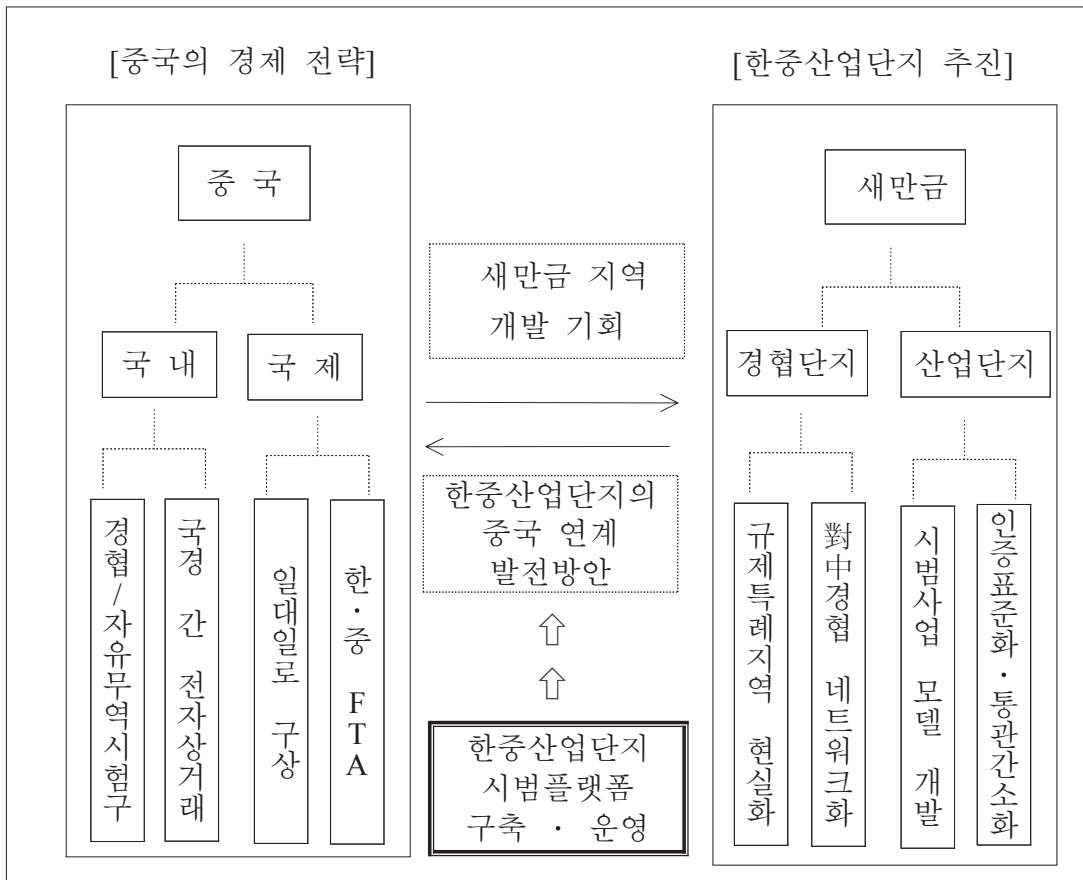 [중국의 경제 전략]
중 국
국 내
국 제
경협/자유무역시험구
국경 간 전자상거래
일대일로 구상
한·중 FTA
새만금 지역
개발 기회
한중산업단지의
중국 연계
발전방안
한중산업단지
시범플랫폼
구축 · 운영
[한중산업단지 추진]
새만금
경협단지
산업단지
규제특례지역 현실화
對中경협 네트워크화
시범사업 모델 개발
인증표준화·통관간소화